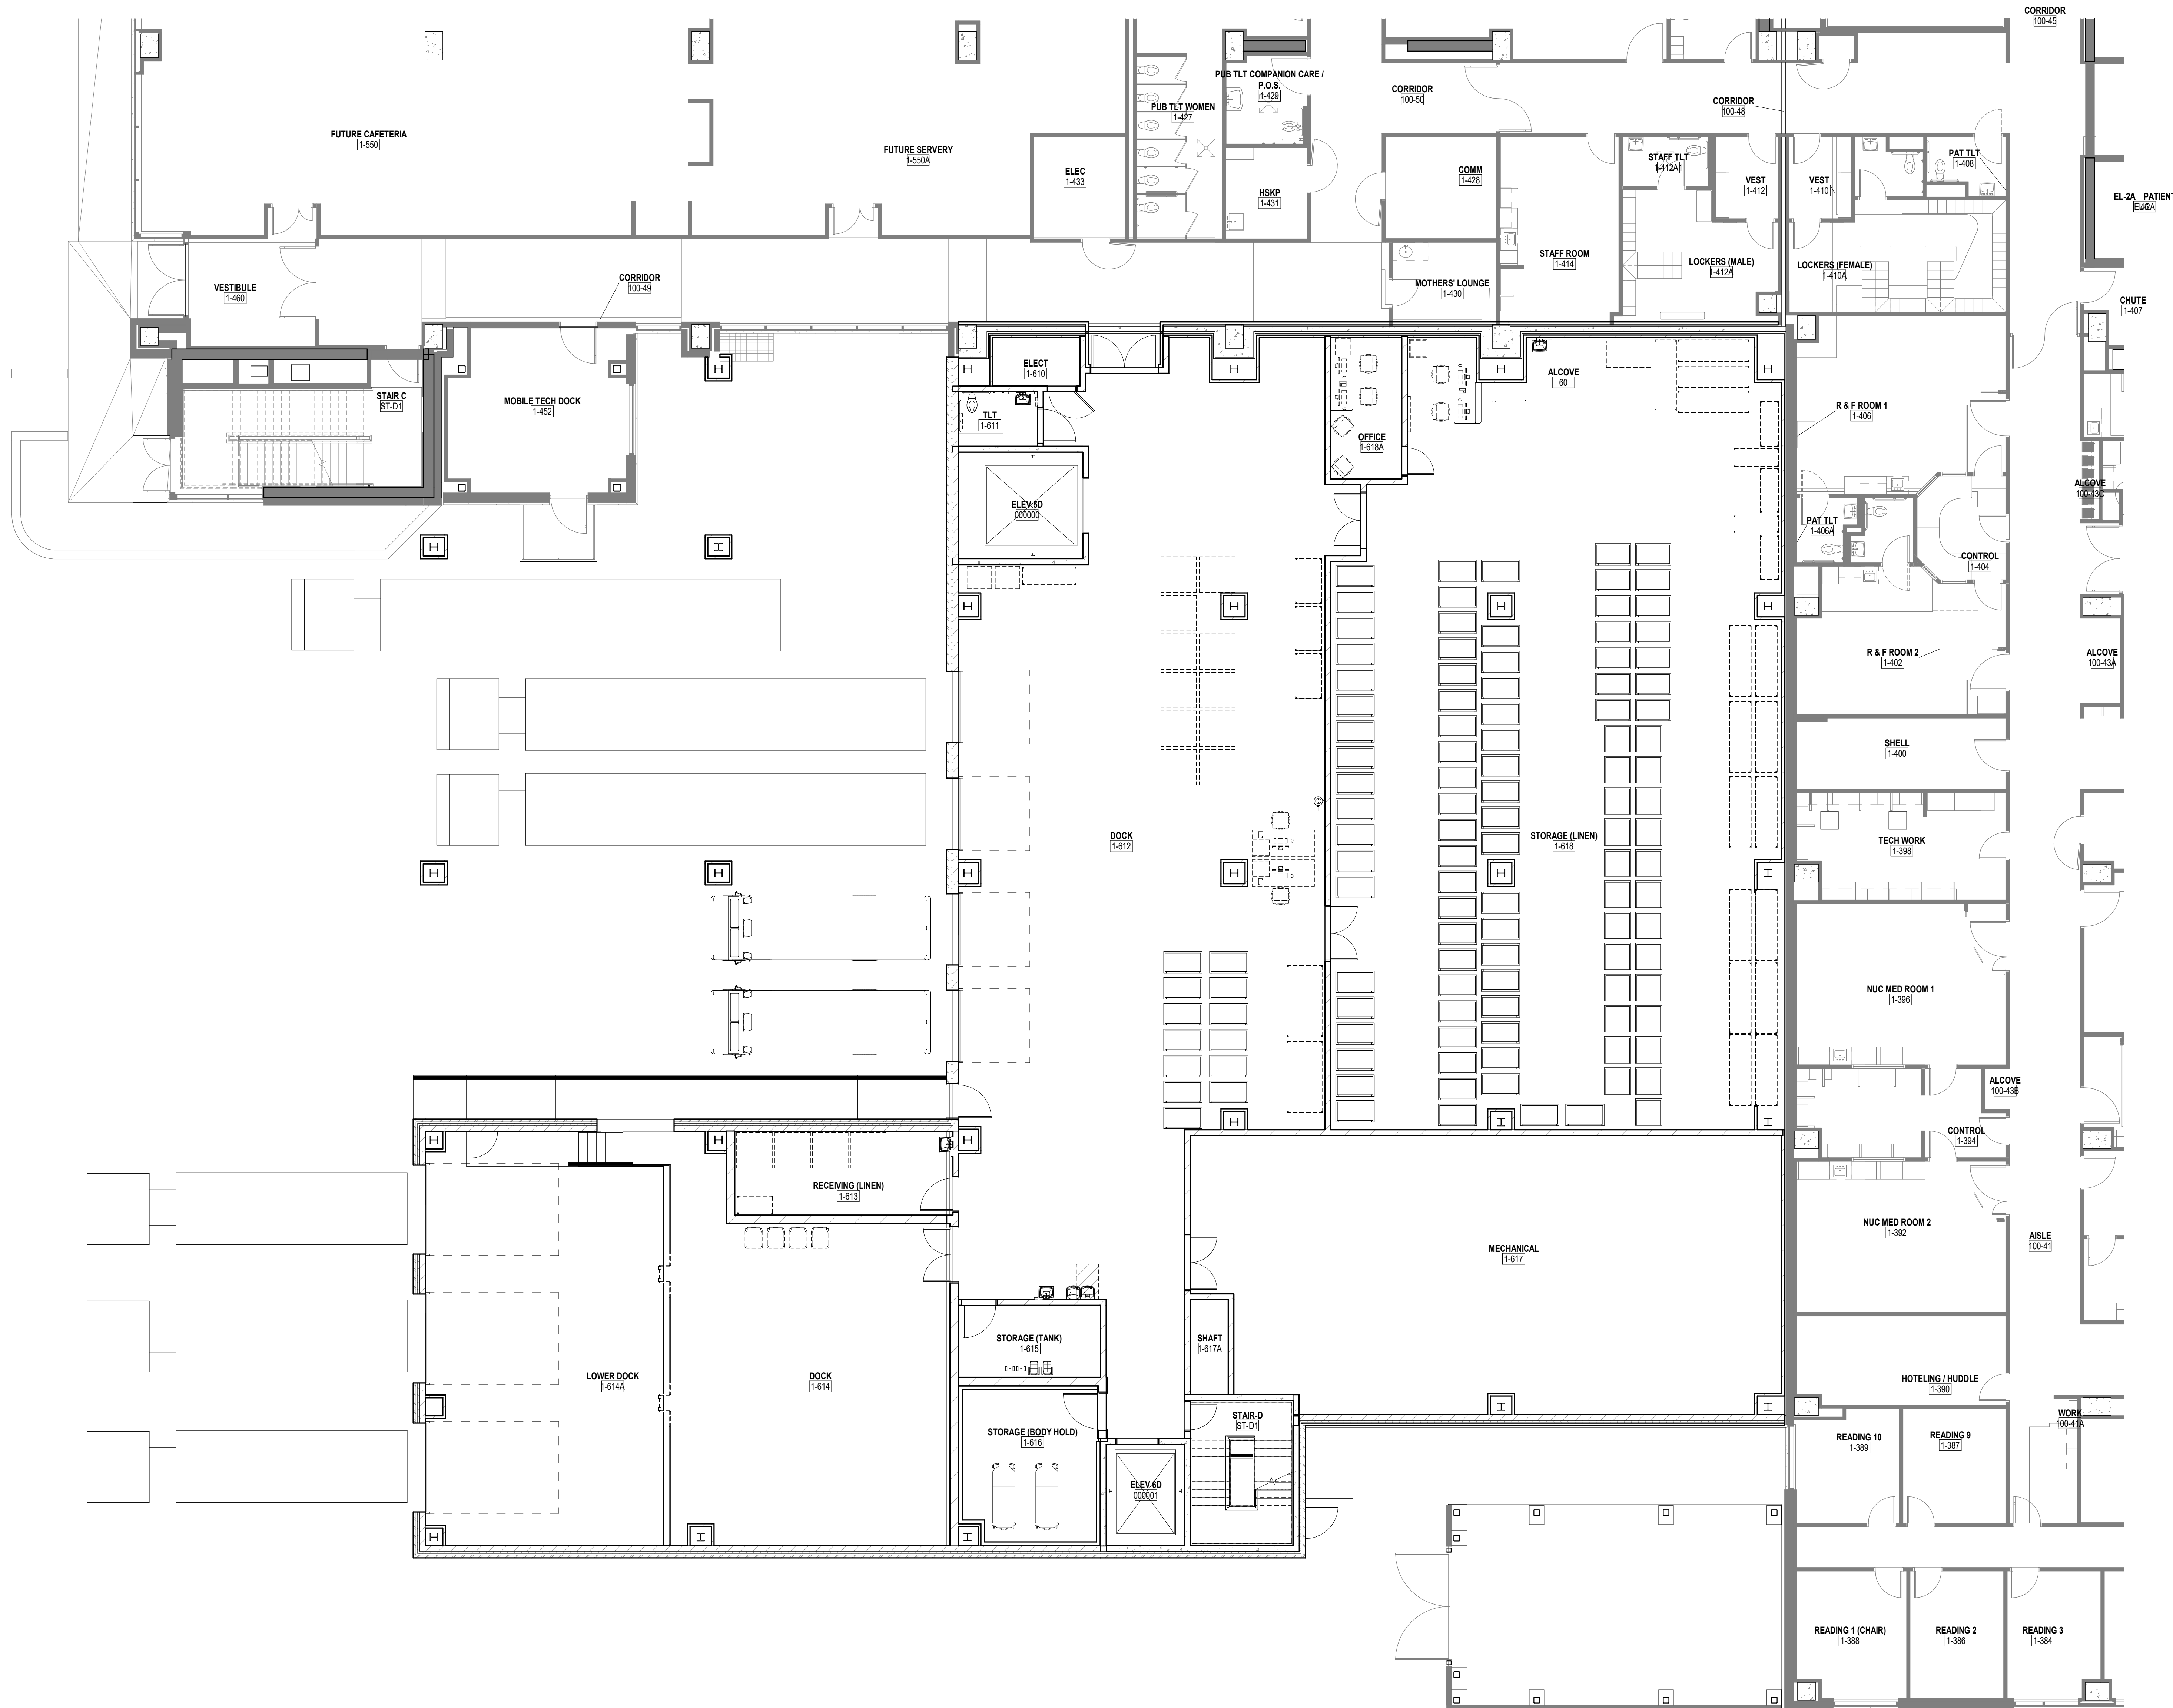 CORRIDOR
100-45
PUB TLT COMPANION CARE /
P.O.S.
1-429
CORRIDOR
100-50
CORRIDOR
100-48
PUB TLT WOMEN
1-427
FUTURE CAFETERIA
1-550
FUTURE SERVERY
1-550A
ELEC
1-433
HSKP
1-431
COMM
1-428
STAFF TLT
1-412A1
VEST
1-412
VEST
1-410
PAT TLT
1-408
EL-2A PATIENT
STAFF ROOM
1-414
LOCKERS (MALE)
1-412A
LOCKERS (FEMALE)
1-410A
VESTIBULE
1-460
CORRIDOR
100-49
MOTHERS' LOUNGE
1-430
CHUTE
1-407
ELECT
1-610
ALCOVE
60
STAIR C
ST-D1
MOBILE TECH DOCK
1-452
TLT
1-611
OFFICE
1-618A
R & F ROOM 1
1-406
ALCOVE
100-43C
ELEV 5D
000000
PAT TLT
1-406A
CONTROL
1-404
R & F ROOM 2
1-402
ALCOVE
100-43A
SHELL
1-400
DOCK
1-612
STORAGE (LINEN)
1-618
TECH WORK
1-398
NUC MED ROOM 1
1-396
ALCOVE
100-43B
CONTROL
1-394
RECEIVING (LINEN)
1-613
NUC MED ROOM 2
1-392
AISLE
100-41
MECHANICAL
1-617
STORAGE (TANK)
1-615
SHAFT
1-617A
LOWER DOCK
1-614A
DOCK
1-614
HOTELING / HUDDLE
1-390
STORAGE (BODY HOLD)
1-616
STAIR-D
ST-D1
WORK
100-41A
READING 10
1-389
READING 9
1-387
ELEV 6D
000001
READING 1 (CHAIR)
1-388
READING 2
1-386
READING 3
1-384